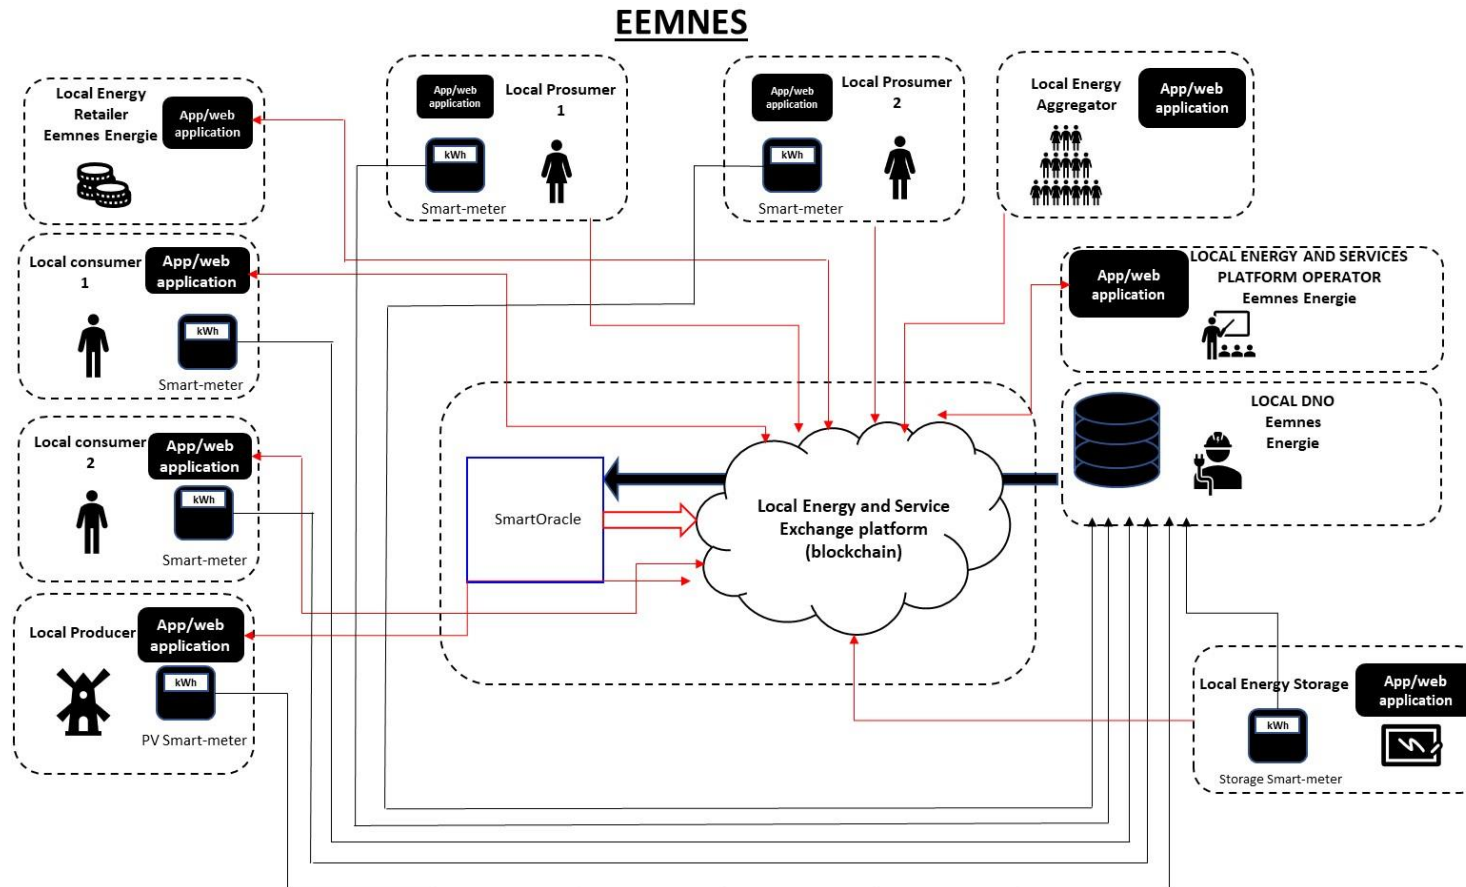 EEMNES
Local Energy
Retailer
Eemnes Energie
App/web
application
App/web
application
Local Prosumer
1
kWh
Smart-meter
App/web
application
Local Prosumer
2
kWh
Smart-meter
Local Energy
Aggregator
App/web
application
Local consumer
1
App/web
application
kWh
Smart-meter
App/web
application
LOCAL ENERGY AND SERVICES
PLATFORM OPERATOR
Eemnes Energie
LOCAL DNO
Eemnes
Energie
Local consumer
2
App/web
application
kWh
Smart-meter
SmartOracle
Local Energy and Service
Exchange platform
(blockchain)
Local Producer
App/web
application
kWh
PV Smart-meter
Local Energy Storage
App/web
application
kWh
Storage Smart-meter